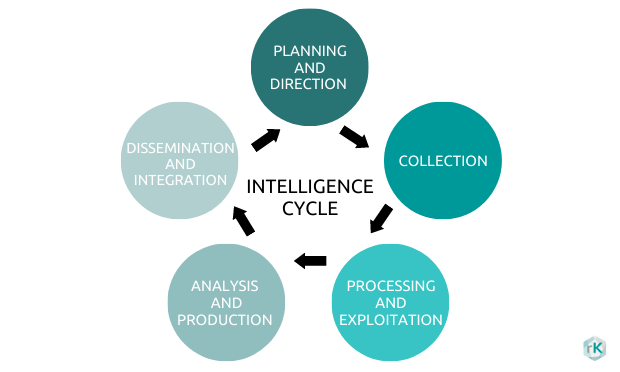 PLANNING
AND
DIRECTION
COLLECTION
PROCESSING
AND
EXPLOITATION
ANALYSIS
AND
PRODUCTION
DISSEMINATION
AND
INTEGRATION
INTELLIGENCE
CYCLE
rK